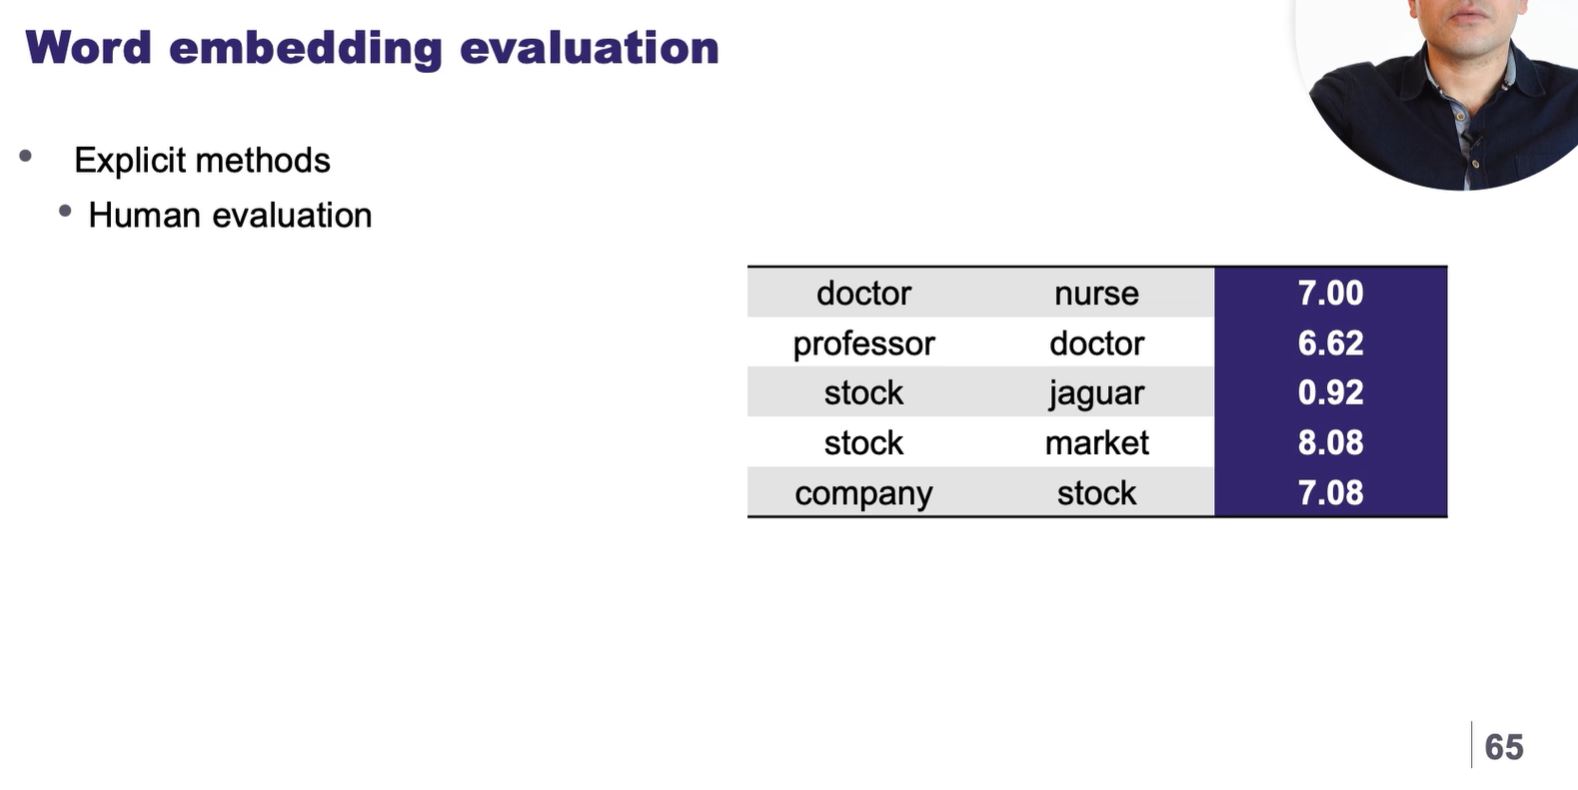 Word embedding evaluation
• Explicit methods
• Human evaluation
doctor nurse 7.00
professor doctor 6.62
stock jaguar 0.92
stock market 8.08
company stock 7.08
65